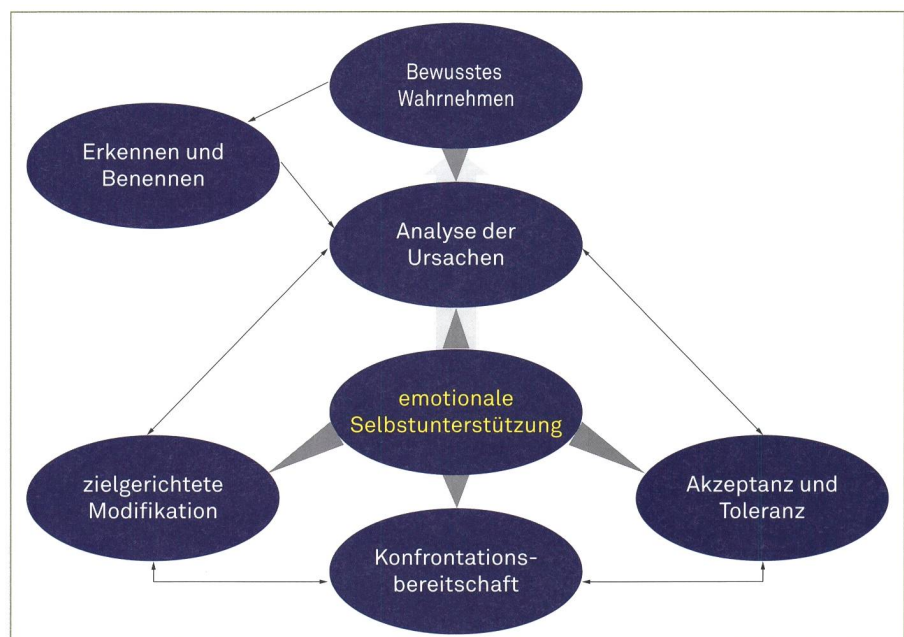 Bewusstes
Wahrnehmen
Erkennen und
Benennen
Analyse der
Ursachen
emotionale
Selbstunterstützung
zielgerichtete
Modifikation
Akzeptanz und
Toleranz
Konfrontations-
bereitschaft